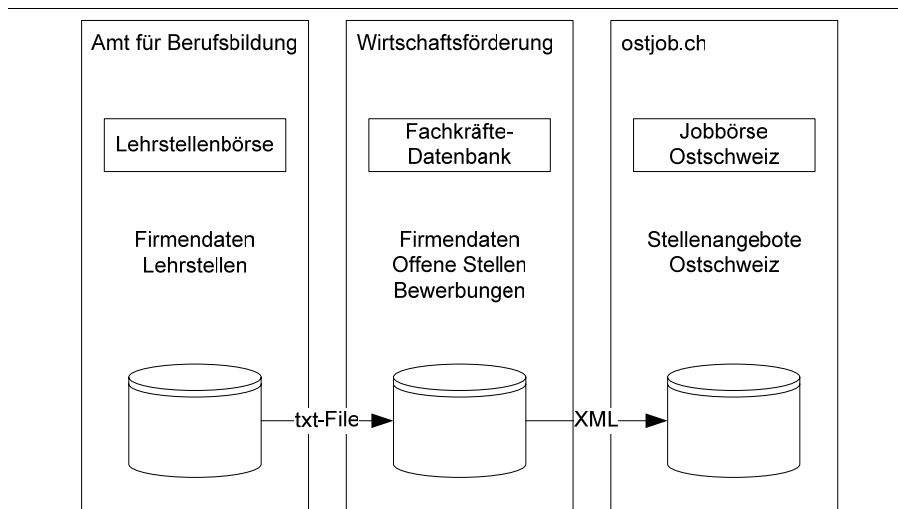 Amt für Berufsbildung
Lehrstellenbörse
Firmendaten
Lehrstellen
txt-File
Wirtschaftsförderung
Fachkräfte-
Datenbank
Firmendaten
Offene Stellen
Bewerbungen
XML
ostjob.ch
Jobbörse
Ostschweiz
Stellenangebote
Ostschweiz